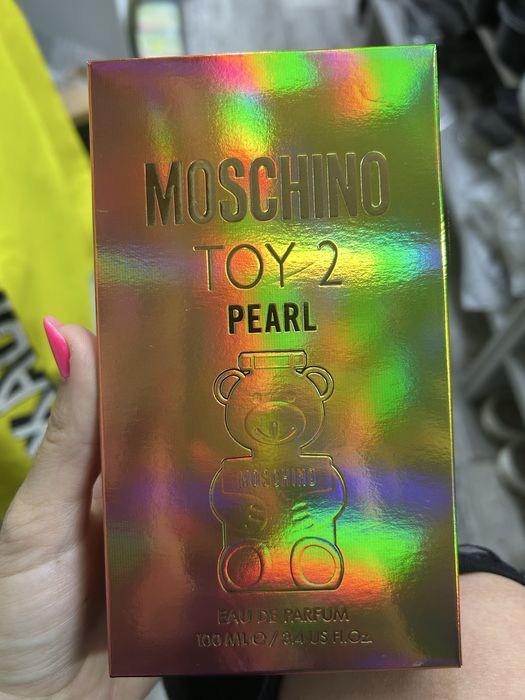 MOSCHINO
TOY 2
PEARL
MOSCHINO
EAU DE PARFUM
100 ML ℮ / 3.4 US Fl.Oz.